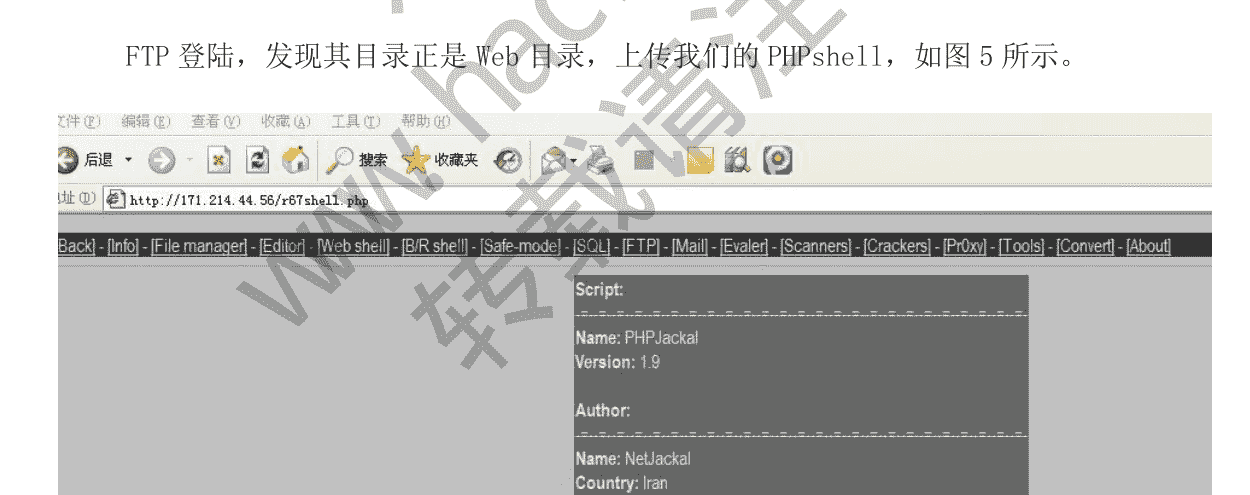 FTP 登陆，发现其目录正是 Web 目录，上传我们的 PHPshell，如图 5 所示。
文件(F) 编辑(E) 查看(V) 收藏(A) 工具(T) 帮助(H)
后退 搜索 收藏夹
地址(D) http://171.214.44.56/r67shell.php
Back] - [Info] - [File manager] - [Editor] - [Web shell] - [B/R shell] - [Safe-mode] - [SQL] - [FTP] - [Mail] - [Evaler] - [Scanners] - [Crackers] - [Pr0xy] - [Tools] - [Convert] - [About]
Script:
Name: PHPJackal
Version: 1.9
Author:
Name: NetJackal
Country: Iran
www.hac
转载请注